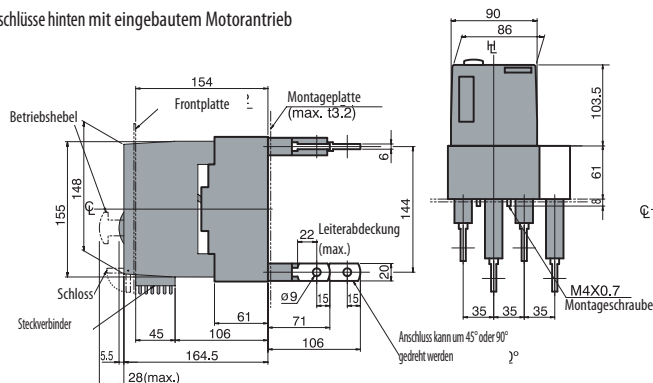 schlüsse hinten mit eingebautem Motorantrieb
90
86
154
Frontplatte
Montageplatte
(max. t3.2)
Betriebshebel
103.5
6
148
155
144
61
8
Leiterabdeckung
(max.)
22
20
Schloss
ø9
15
15
M4X0.7
Montageschraube
Steckverbinder
61
71
35
35
35
45
106
106
Anschluss kann um 45° oder 90°
gedreht werden
5.5
164.5
28(max.)